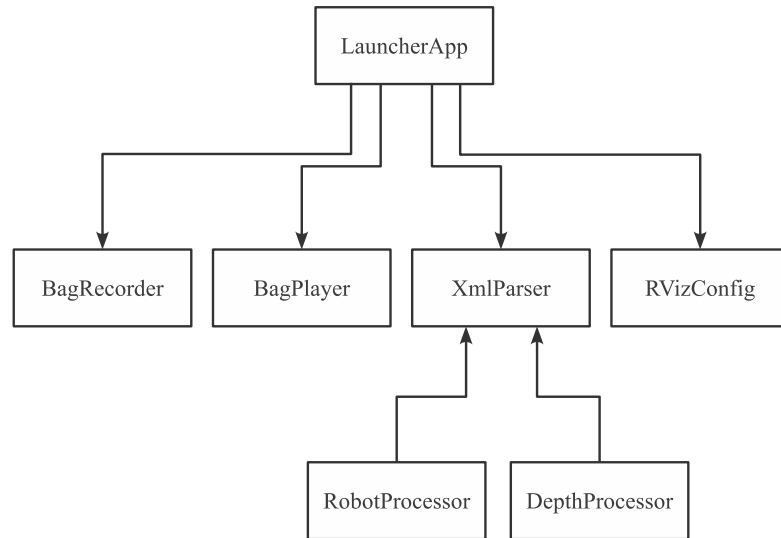 LauncherApp
BagRecorder
BagPlayer
XmlParser
RVizConfig
RobotProcessor
DepthProcessor